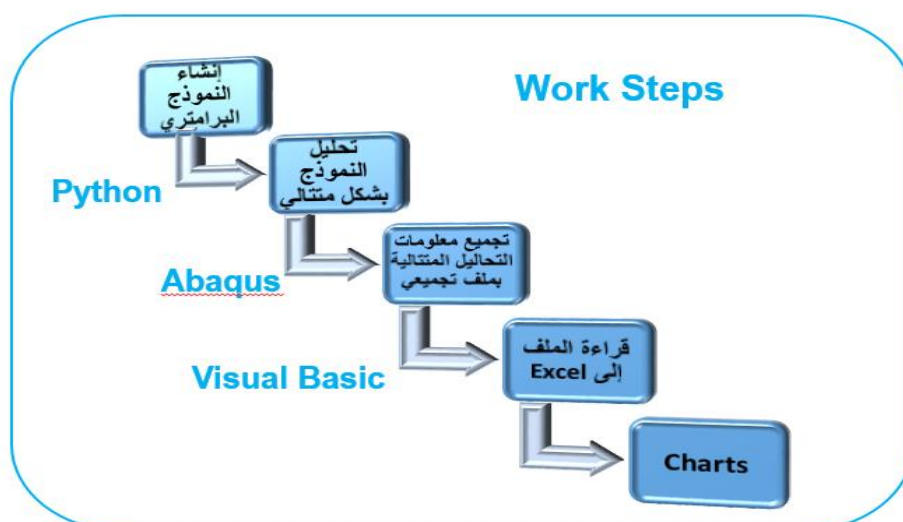 Work Steps
إنشاء
النموذج
البرامتري
Python
تحليل
النموذج
بشكل متتالي
Abaqus
تجميع معلومات
التحاليل المتتالية
بملف تجميعي
Visual Basic
قراءة الملف
إلى Excel
Charts